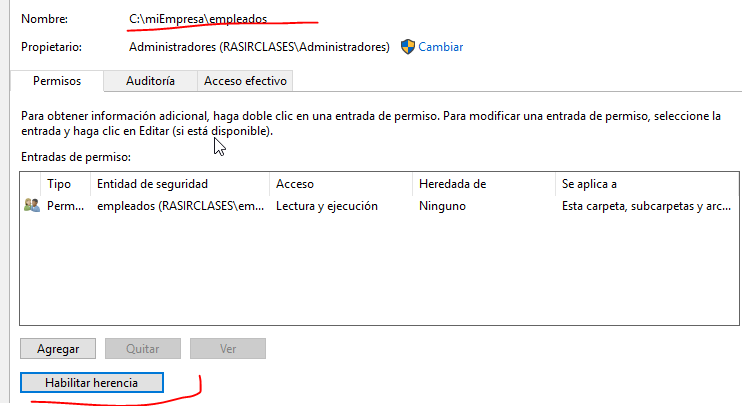 Nombre: C:\miEmpresa\empleados
Propietario: Administradores (RASIRCLASES\Administradores) Cambiar
Permisos Auditoría Acceso efectivo
Para obtener información adicional, haga doble clic en una entrada de permiso. Para modificar una entrada de permiso, seleccione la
entrada y haga clic en Editar (si está disponible).
Entradas de permiso:
Tipo Entidad de seguridad Acceso Heredada de Se aplica a
Perm... empleados (RASIRCLASES\em... Lectura y ejecución Ninguno Esta carpeta, subcarpetas y arc...
Agregar Quitar Ver
Habilitar herencia